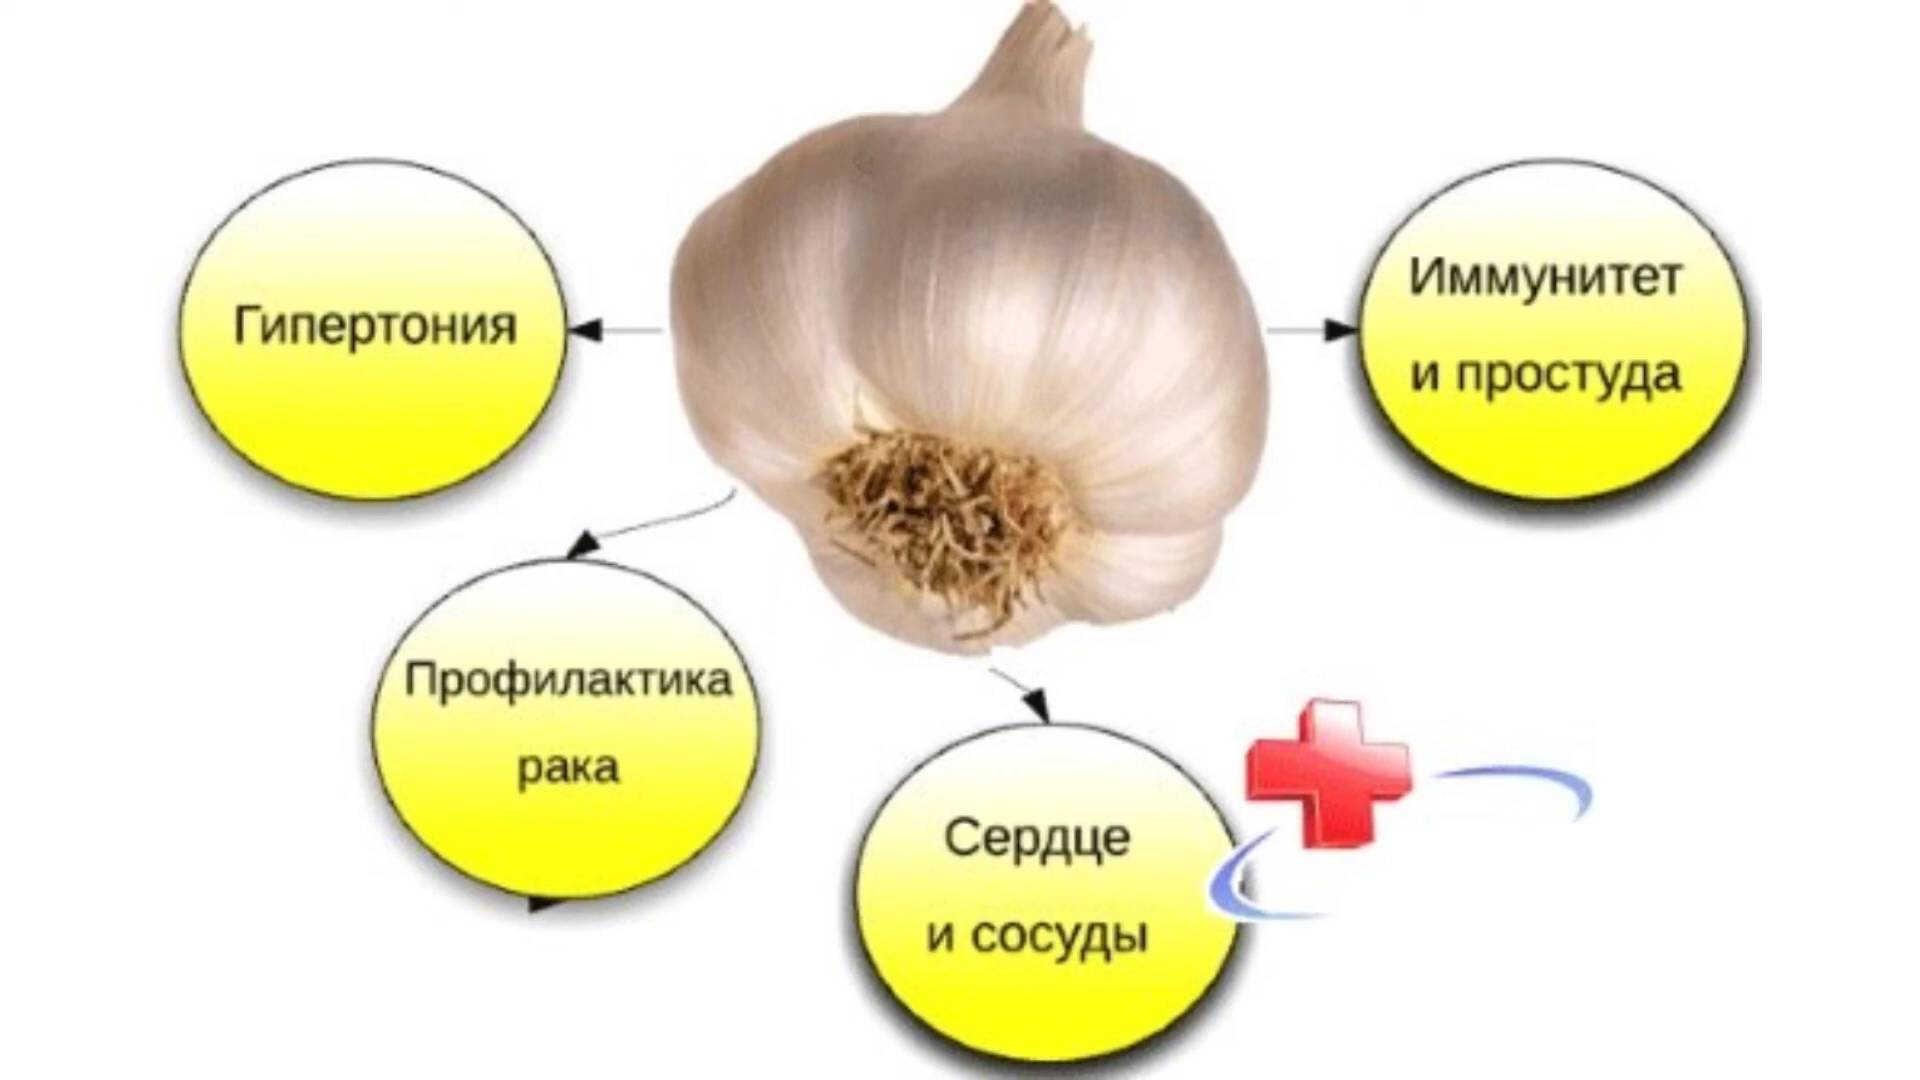 Гипертония
Иммунитет
и простуда
Профилактика
рака
Сердце
и сосуды